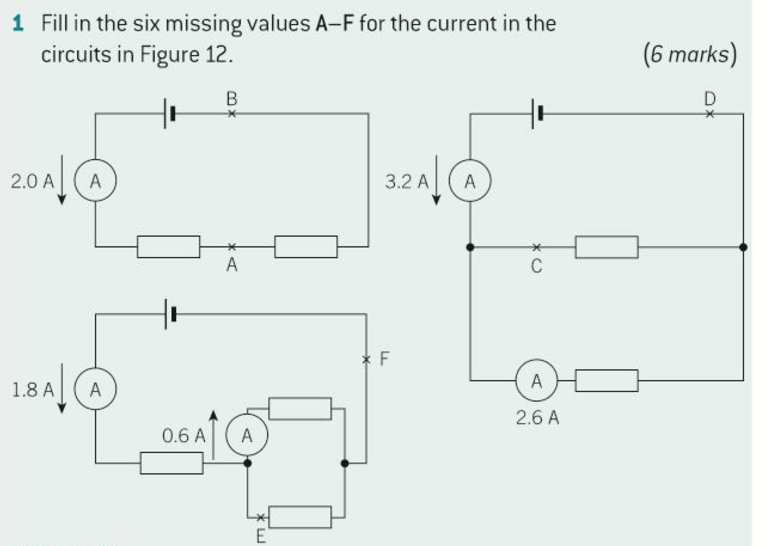 1 Fill in the six missing values A–F for the current in the
circuits in Figure 12.
(6 marks)
B
D
2.0 A
A
3.2 A
A
A
C
F
1.8 A
A
A
2.6 A
0.6 A
A
E